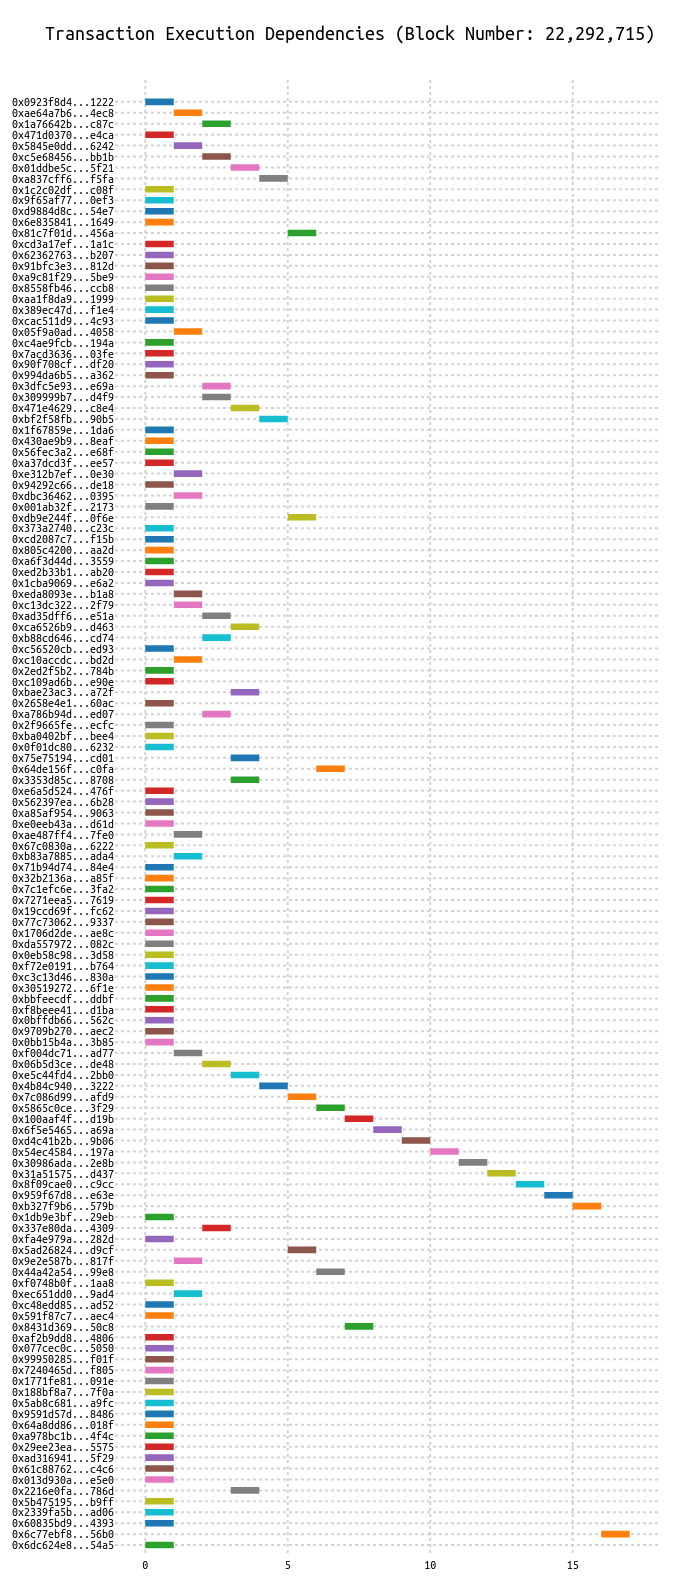 Transaction Execution Dependencies (Block Number: 22,292,715)
0x0923f8d4...1222
0xae64a7b6...4ec8
0x1a76642b...c87c
0x471d0370...e4ca
0x5845e0dd...6242
0xc5e68456...bb1b
0x01ddbe5c...5f21
0xa837cff6...f5fa
0x1c2c02df...c08f
0x9f65af77...0ef3
0xd9884d8c...54e7
0x6e835841...1649
0x81c7f01d...456a
0xcd3a17ef...1a1c
0x62362763...b207
0x91bfc3e3...812d
0xa9c81f29...5be9
0x8558fb46...ccb8
0xaa1f8da9...1999
0x389ec47d...f1e4
0xcac511d9...4c93
0x05f9a0ad...4058
0xc4ae9fcb...194a
0x7acd3636...03fe
0x90f708cf...df20
0x994da6b5...a362
0x3dfc5e93...e69a
0x309999b7...d4f9
0x471e4629...c8e4
0xbf2f58fb...90b5
0x1f67859e...1da6
0x430ae9b9...8eaf
0x56fec3a2...e68f
0xa37dcd3f...ee57
0xe312b7ef...0e30
0x94292c66...de18
0xdbc36462...0395
0x001ab32f...2173
0xdb9e244f...0f6e
0x373a2740...c23c
0xcd2087c7...f15b
0x805c4200...aa2d
0xa6f3d44d...3559
0xed2b33b1...ab20
0x1cba9069...e6a2
0xeda8093e...b1a8
0xc13dc322...2f79
0xad35dff6...e51a
0xca6526b9...d463
0xb88cd646...cd74
0xc56520cb...ed93
0xc10accdc...bd2d
0x2ed2f5b2...784b
0xc109ad6b...e90e
0xbae23ac3...a72f
0x2658e4e1...60ac
0xa786b94d...ed07
0x2f9665fe...ecfc
0xba0402bf...bee4
0x0f01dc80...6232
0x75e75194...cd01
0x64de156f...c0fa
0x3353d85c...8708
0xe6a5d524...476f
0x562397ea...6b28
0xa85af954...9063
0xe0eeb43a...d61d
0xae487ff4...7fe0
0x67c0830a...6222
0xb83a7885...ada4
0x71b94d74...84e4
0x32b2136a...a85f
0x7c1efc6e...3fa2
0x7271eea5...7619
0x19ccd69f...fc62
0x77c73062...9337
0x1706d2de...ae8c
0xda557972...082c
0x0eb58c98...3d58
0xf72e0191...b764
0xc3c13d46...830a
0x30519272...6f1e
0xbbfeecdf...ddbf
0xf8beee41...d1ba
0x0bffdb66...562c
0x9709b270...aec2
0x0bb15b4a...3b85
0xf004dc71...ad77
0x06b5d3ce...de48
0xe5c44fd4...2bb0
0x4b84c940...3222
0x7c086d99...afd9
0x5865c0ce...3f29
0x100aaf4f...d19b
0x6f5e5465...a69a
0xd4c41b2b...9b06
0x54ec4584...197a
0x30986ada...2e8b
0x31a51575...d437
0x8f09cae0...c9cc
0x959f67d8...e63e
0xb327f9b6...579b
0x1db9e3bf...29eb
0x337e80da...4309
0xfa4e979a...282d
0x5ad26824...d9cf
0x9e2e587b...817f
0x44a42a54...99e8
0xf0748b0f...1aa8
0xec651dd0...9ad4
0xc48edd85...ad52
0x591f87c7...aec4
0x8431d369...50c8
0xaf2b9dd8...4806
0x077cec0c...5050
0x99950285...f01f
0x7240465d...f805
0x1771fe81...091e
0x188bf8a7...7f0a
0x5ab8c681...a9fc
0x9591d57d...8486
0x64a8dd86...018f
0xa978bc1b...4f4c
0x29ee23ea...5575
0xad316941...5f29
0x61c88762...c4c6
0x013d930a...e5e0
0x2216e0fa...786d
0x5b475195...b9ff
0x2339fa5b...ad06
0x60835bd9...4393
0x6c77ebf8...56b0
0x6dc624e8...54a5
0 5 10 15